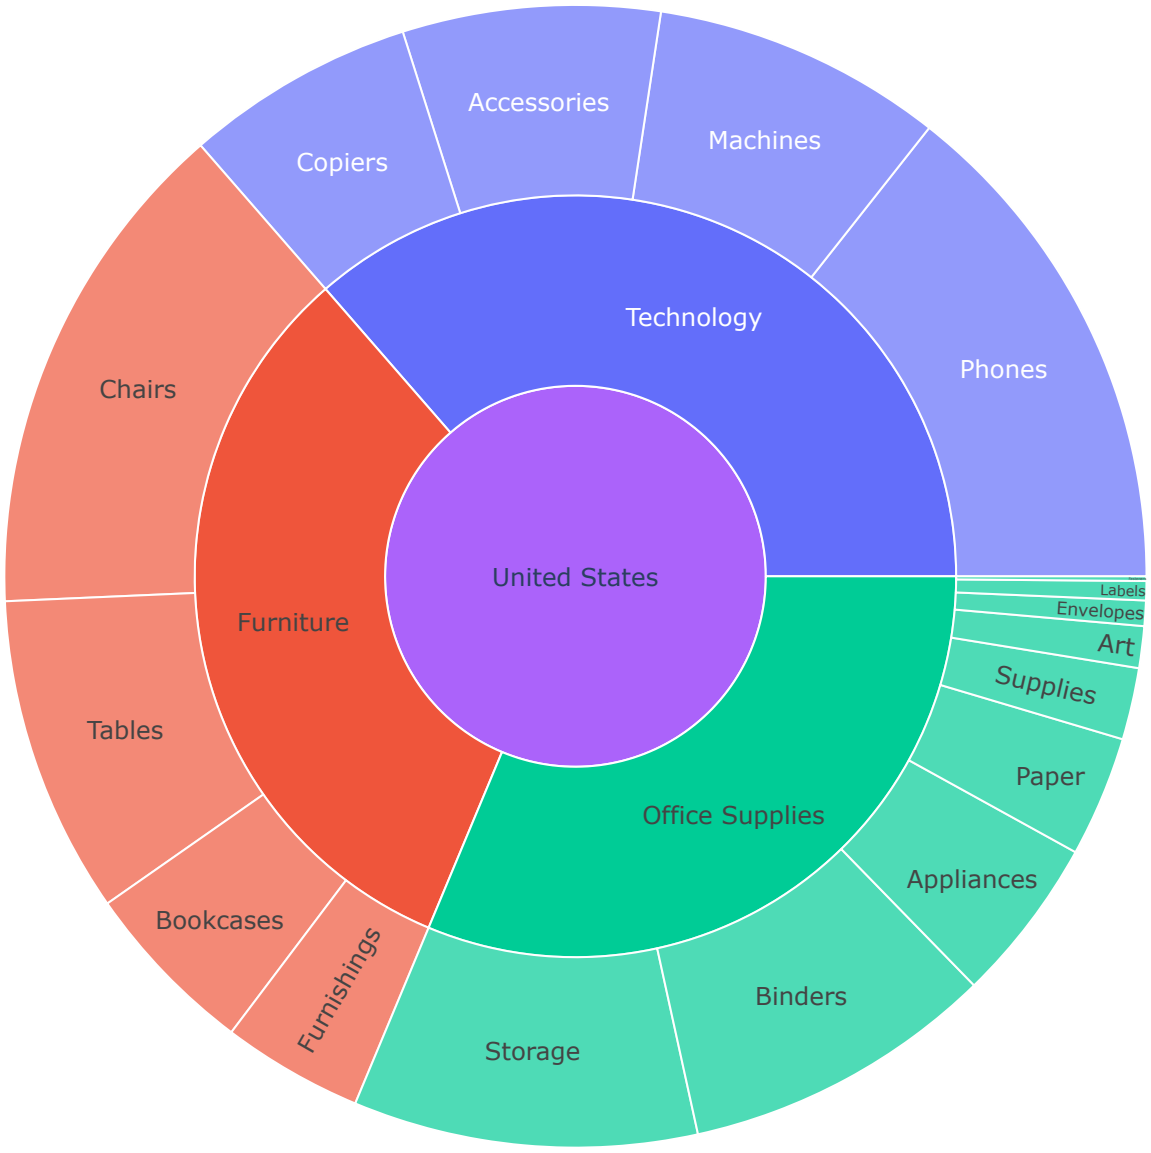 Accessories
Machines
Copiers
Technology
Phones
Chairs
United States
Labels
Envelopes
Furniture
Art
Supplies
Tables
Paper
Office Supplies
Appliances
Bookcases
Furnishings
Binders
Storage